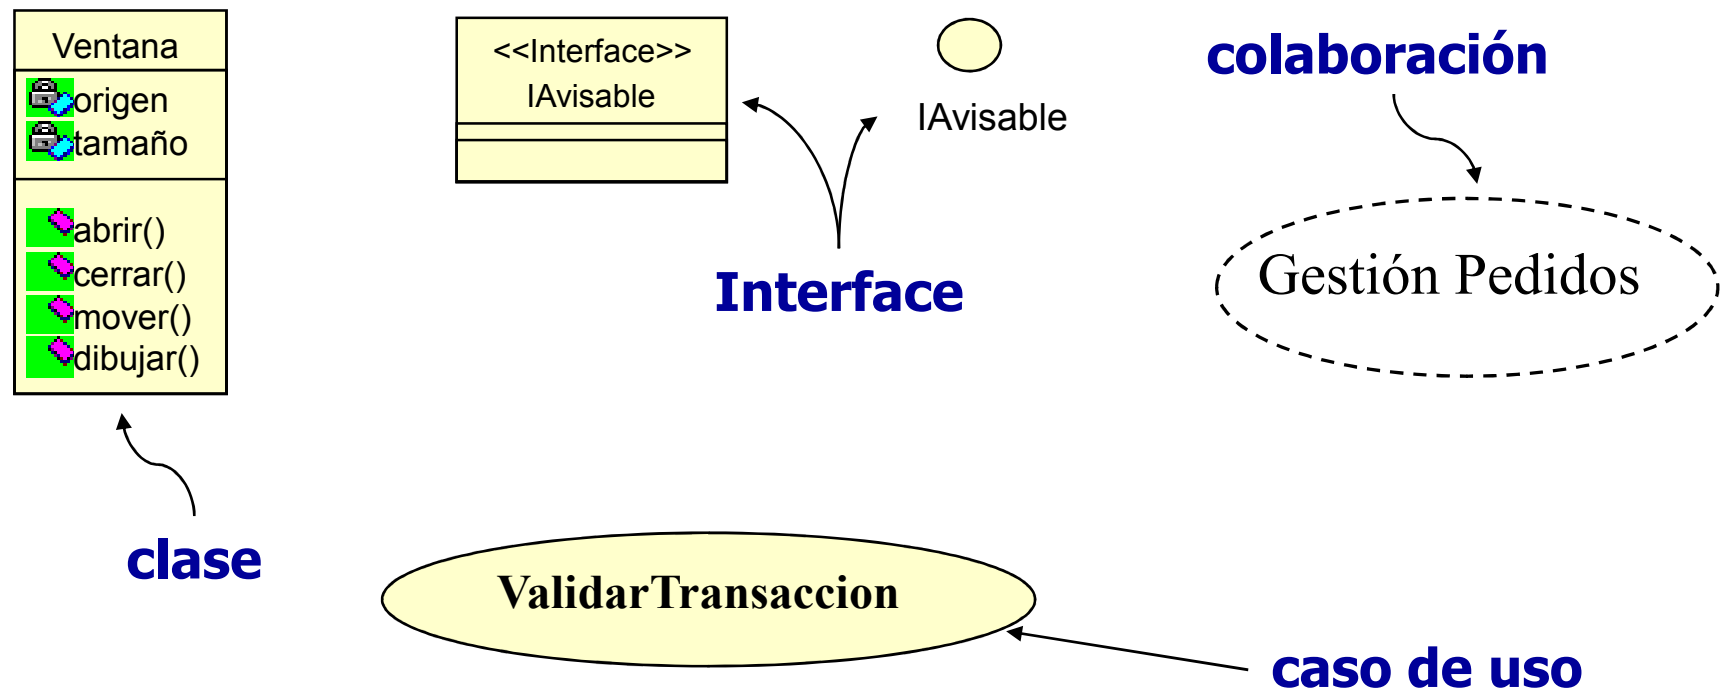 Ventana
origen
tamaño
abrir()
cerrar()
mover()
dibujar()
clase
<<Interface>>
IAvisable
IAvisable
Interface
colaboración
Gestión Pedidos
ValidarTransaccion
caso de uso